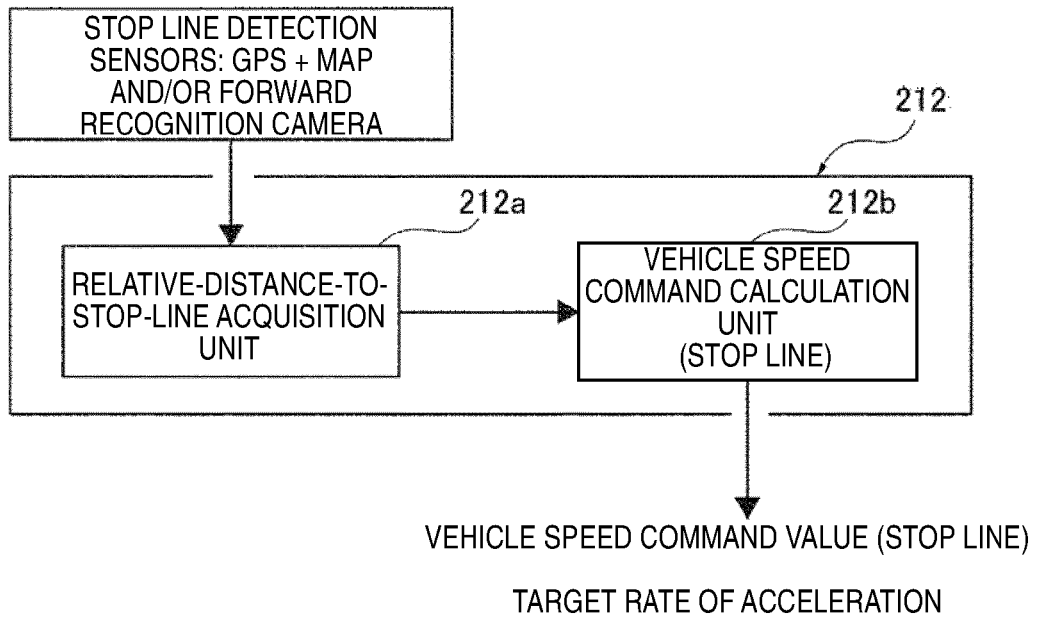 STOP LINE DETECTION
SENSORS: GPS + MAP
AND/OR FORWARD
RECOGNITION CAMERA
212
212a
212b
RELATIVE-DISTANCE-TO-
STOP-LINE ACQUISITION
UNIT
VEHICLE SPEED
COMMAND CALCULATION
UNIT
(STOP LINE)
VEHICLE SPEED COMMAND VALUE (STOP LINE)
TARGET RATE OF ACCELERATION